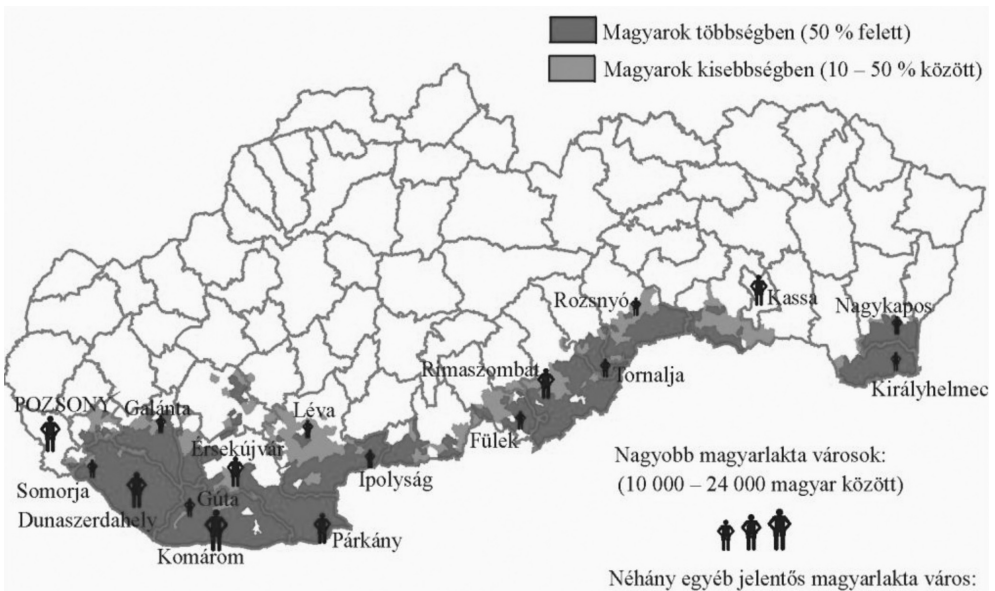 Magyarok többségben (50 % felett)
Magyarok kisebbségben (10 – 50 % között)
Rozsnyó
Kassa
Nagykapos
Rimaszombat
Tornalja
Királyhelmec
POZSONY
Galánta
Léva
Fülek
Érsekújvár
Ipolyság
Somorja
Gúta
Dunaszerdahely
Párkány
Komárom
Nagyobb magyarlakta városok:
(10 000 – 24 000 magyar között)
Néhány egyéb jelentős magyarlakta város: